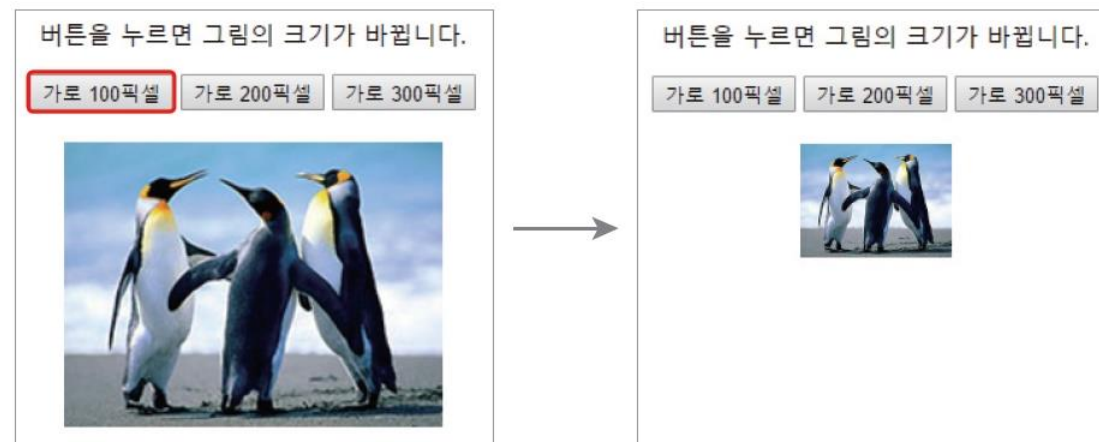 버튼을 누르면 그림의 크기가 바뀝니다.
가로 100픽셀 가로 200픽셀 가로 300픽셀
버튼을 누르면 그림의 크기가 바뀝니다.
가로 100픽셀 가로 200픽셀 가로 300픽셀